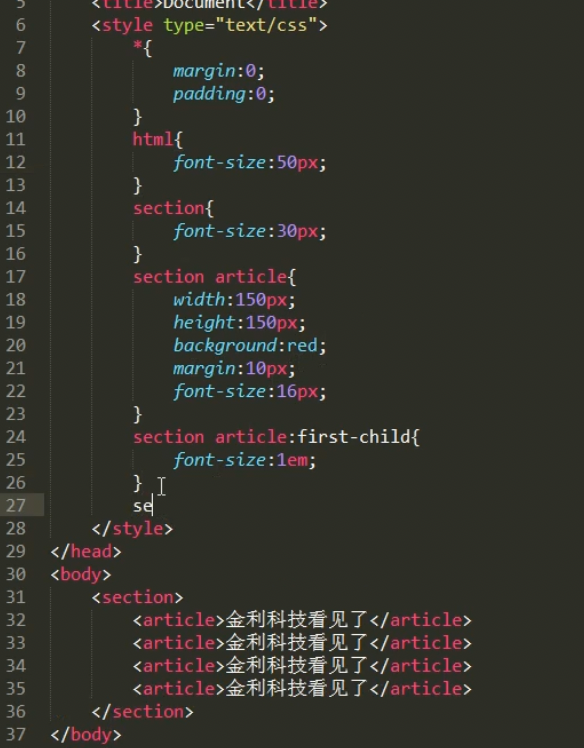 5 <title>Document</title>
6 <style type="text/css">
7 *{
8 margin:0;
9 padding:0;
10 }
11 html{
12 font-size:50px;
13 }
14 section{
15 font-size:30px;
16 }
17 section article{
18 width:150px;
19 height:150px;
20 background:red;
21 margin:10px;
22 font-size:16px;
23 }
24 section article:first-child{
25 font-size:1em;
26 }
27 se
28 </style>
29 </head>
30 <body>
31 <section>
32 <article>金利科技看见了</article>
33 <article>金利科技看见了</article>
34 <article>金利科技看见了</article>
35 <article>金利科技看见了</article>
36 </section>
37 </body>